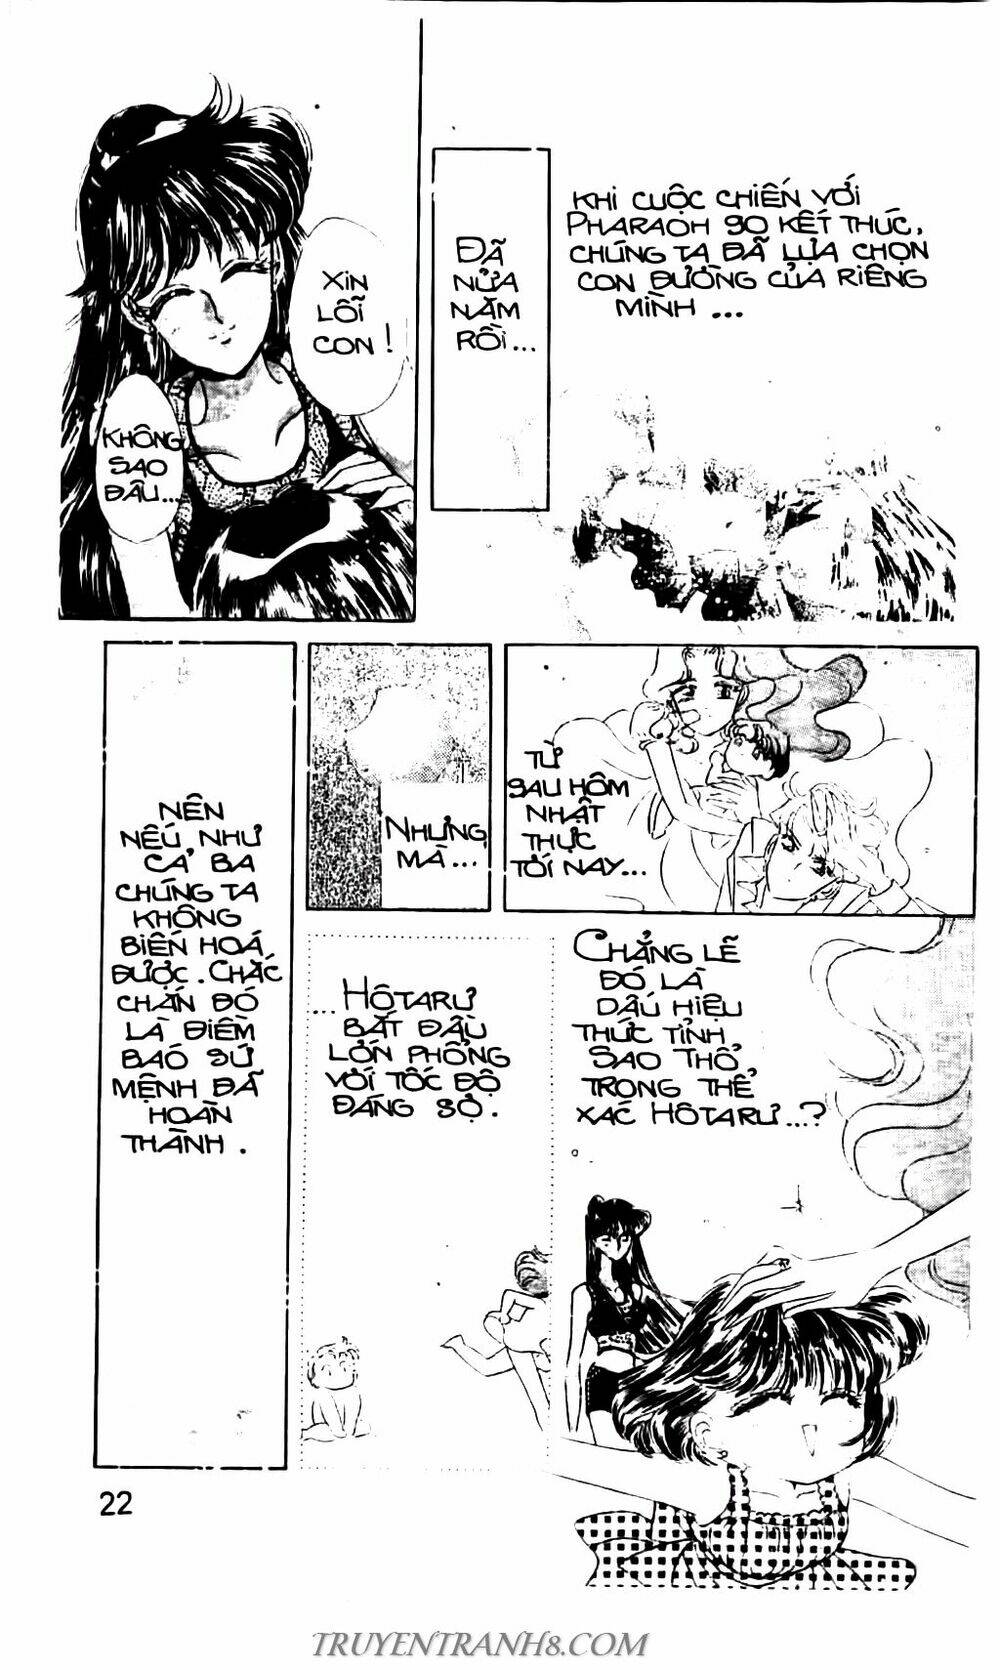 KHI CUỘC CHIẾN VỚI
PHARAOH 90 KẾT THÚC,
CHÚNG TA ĐÃ LỰA CHỌN
CON ĐƯỜNG CỦA RIÊNG
MÌNH ...
ĐÃ
NỬA
NĂM
RỒI...
XIN
LỖI
CON !
KHÔNG
SAO
ĐÂU...
TỪ
SAU HÔM
NHẬT
THỰC
TỚI NAY...
NHƯNG,
MÀ ...
NÊN
NẾU NHƯ
CẢ BA
CHÚNG TA
KHÔNG
BIẾN HOÁ
ĐƯỢC. CHẮC
CHẮN ĐÓ
LÀ ĐIỀM
BAÓ SỨ
MỆNH ĐÃ
HOÀN
THÀNH .
CHẲNG LẼ
ĐÓ LÀ
DẤU HIỆU
THỨC TỈNH
SAO THỔ
TRONG THỂ
XÁC HÔTARƯ...?
... HÔTARƯ
BẮT ĐẦU
LỚN PHỔNG
VỚI TỐC ĐỘ
ĐÁNG SỢ.
22
TRUYENTRANH8.COM